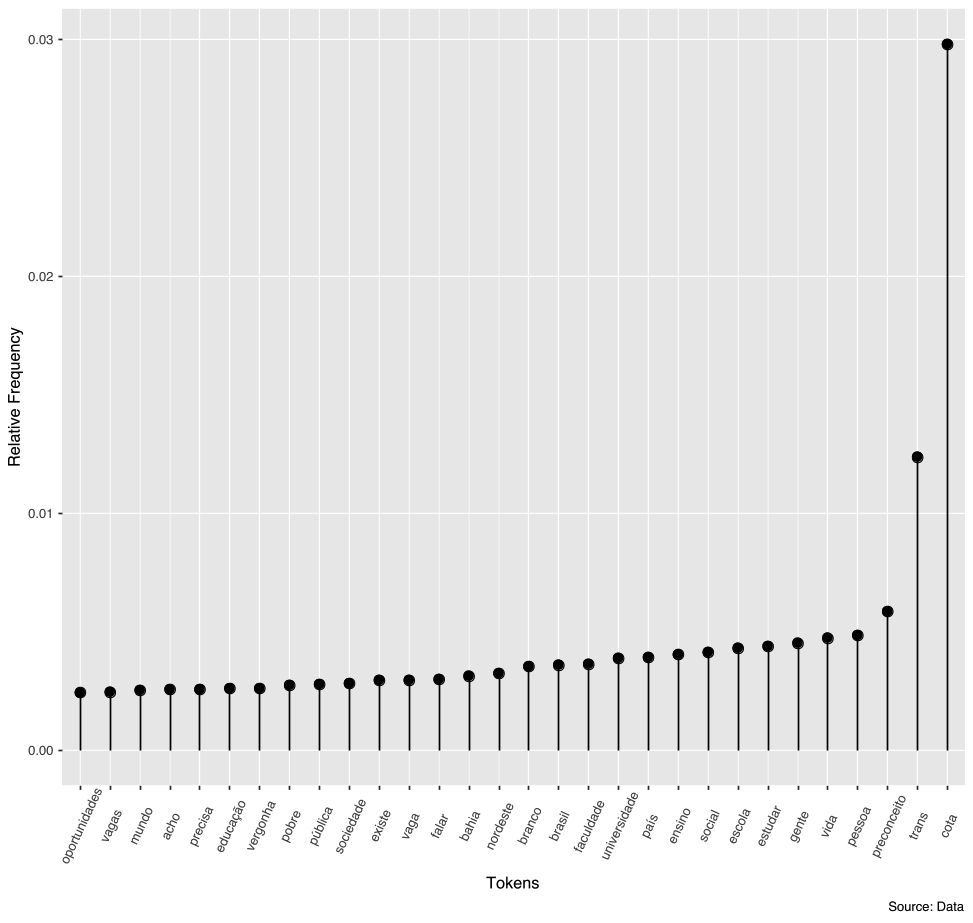 0.03
0.02
0.01
0.00
Relative Frequency
oportunidades
vagas
mundo
acho
precisa
educação
vergonha
pobre
pública
sociedade
existe
vaga
falar
bahia
nordeste
branco
brasil
faculdade
universidade
país
ensino
social
escola
estudar
gente
vida
pessoa
preconceito
trans
cota
Tokens
Source: Data